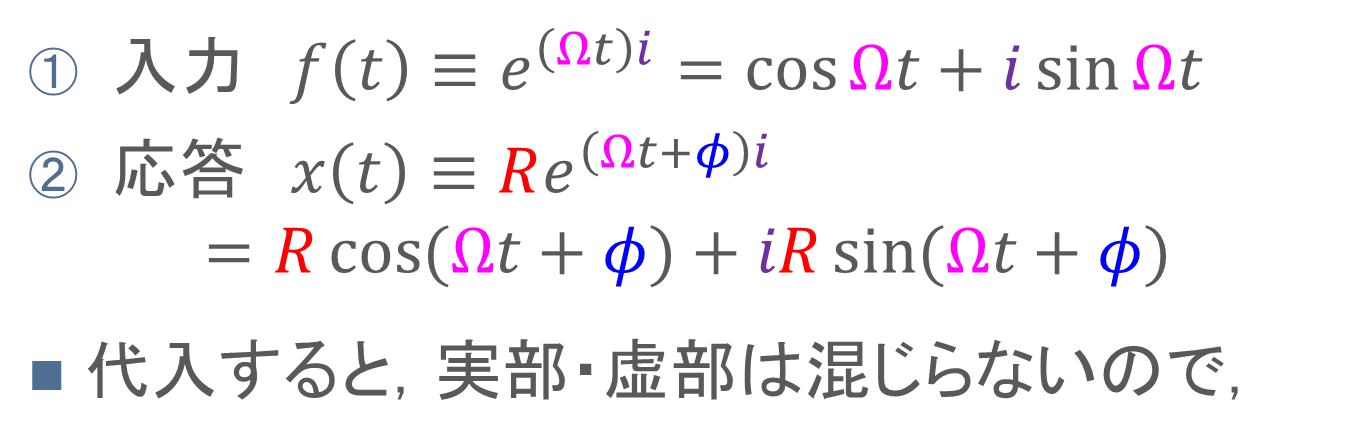 ① 入力 f(t) ≡ e^{(Ωt)i} = cos Ωt + i sin Ωt
② 応答 x(t) ≡ Re^{(Ωt+ϕ)i}
= R cos(Ωt + ϕ) + iR sin(Ωt + ϕ)
■ 代入すると，実部・虚部は混じらないので，